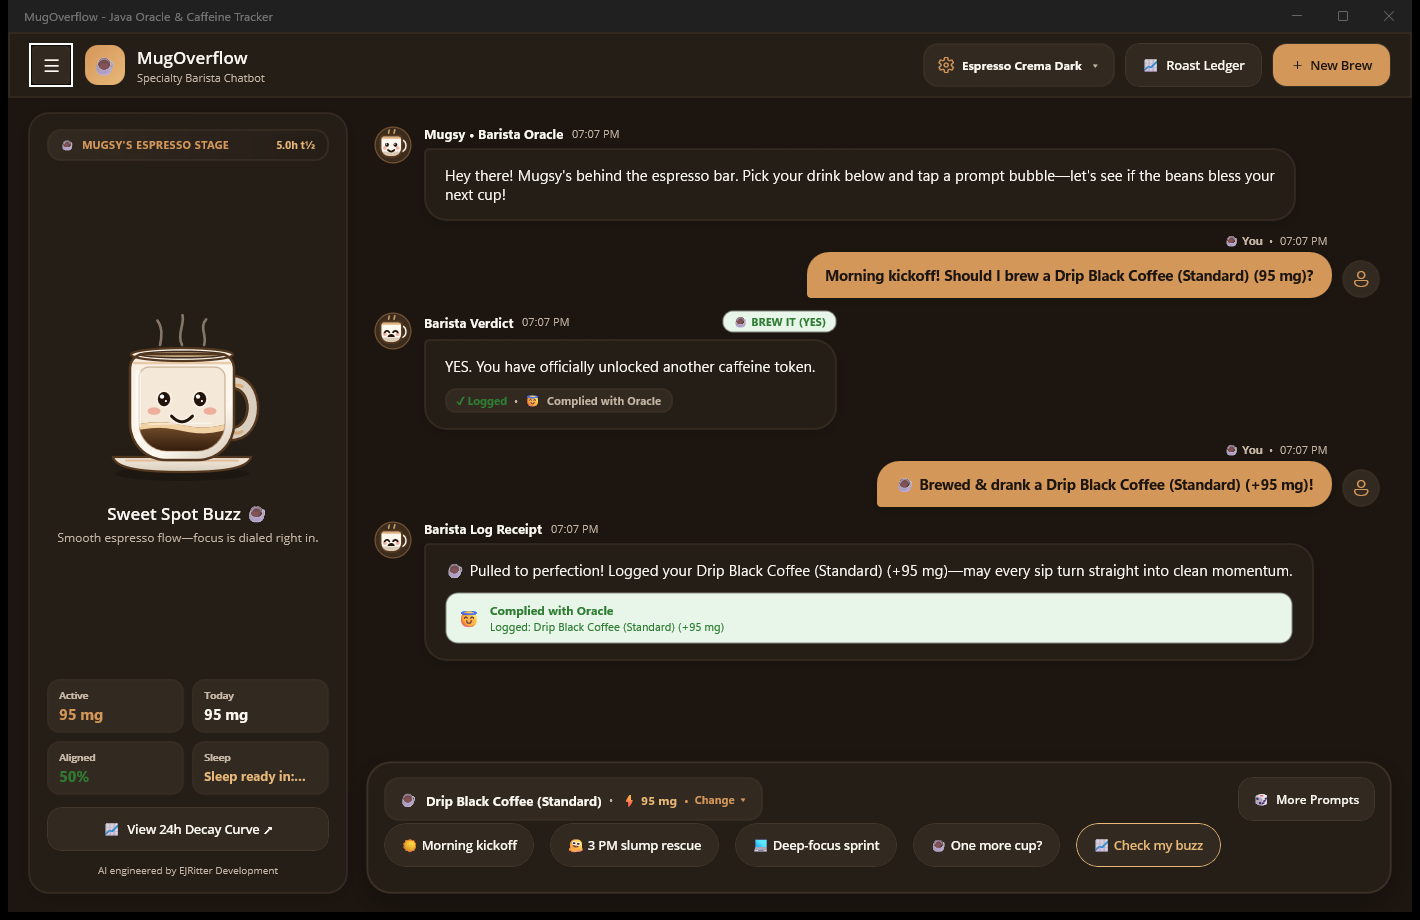 MugOverflow - Java Oracle & Caffeine Tracker
MugOverflow
Specialty Barista Chatbot
Espresso Crema Dark
Roast Ledger
+ New Brew
MUGSY'S ESPRESSO STAGE
5.0h t½
Sweet Spot Buzz
Smooth espresso flow—focus is dialed right in.
Active
95 mg
Today
95 mg
Aligned
50%
Sleep
Sleep ready in:...
View 24h Decay Curve ↗
AI engineered by EJRitter Development
Mugsy • Barista Oracle 07:07 PM
Hey there! Mugsy's behind the espresso bar. Pick your drink below and tap a prompt bubble—let's see if the beans bless your
next cup!
You • 07:07 PM
Morning kickoff! Should I brew a Drip Black Coffee (Standard) (95 mg)?
Barista Verdict 07:07 PM
BREW IT (YES)
YES. You have officially unlocked another caffeine token.
✓ Logged • Complied with Oracle
You • 07:07 PM
Brewed & drank a Drip Black Coffee (Standard) (+95 mg)!
Barista Log Receipt 07:07 PM
Pulled to perfection! Logged your Drip Black Coffee (Standard) (+95 mg)—may every sip turn straight into clean momentum.
Complied with Oracle
Logged: Drip Black Coffee (Standard) (+95 mg)
Drip Black Coffee (Standard) • 95 mg • Change
More Prompts
Morning kickoff
3 PM slump rescue
Deep-focus sprint
One more cup?
Check my buzz